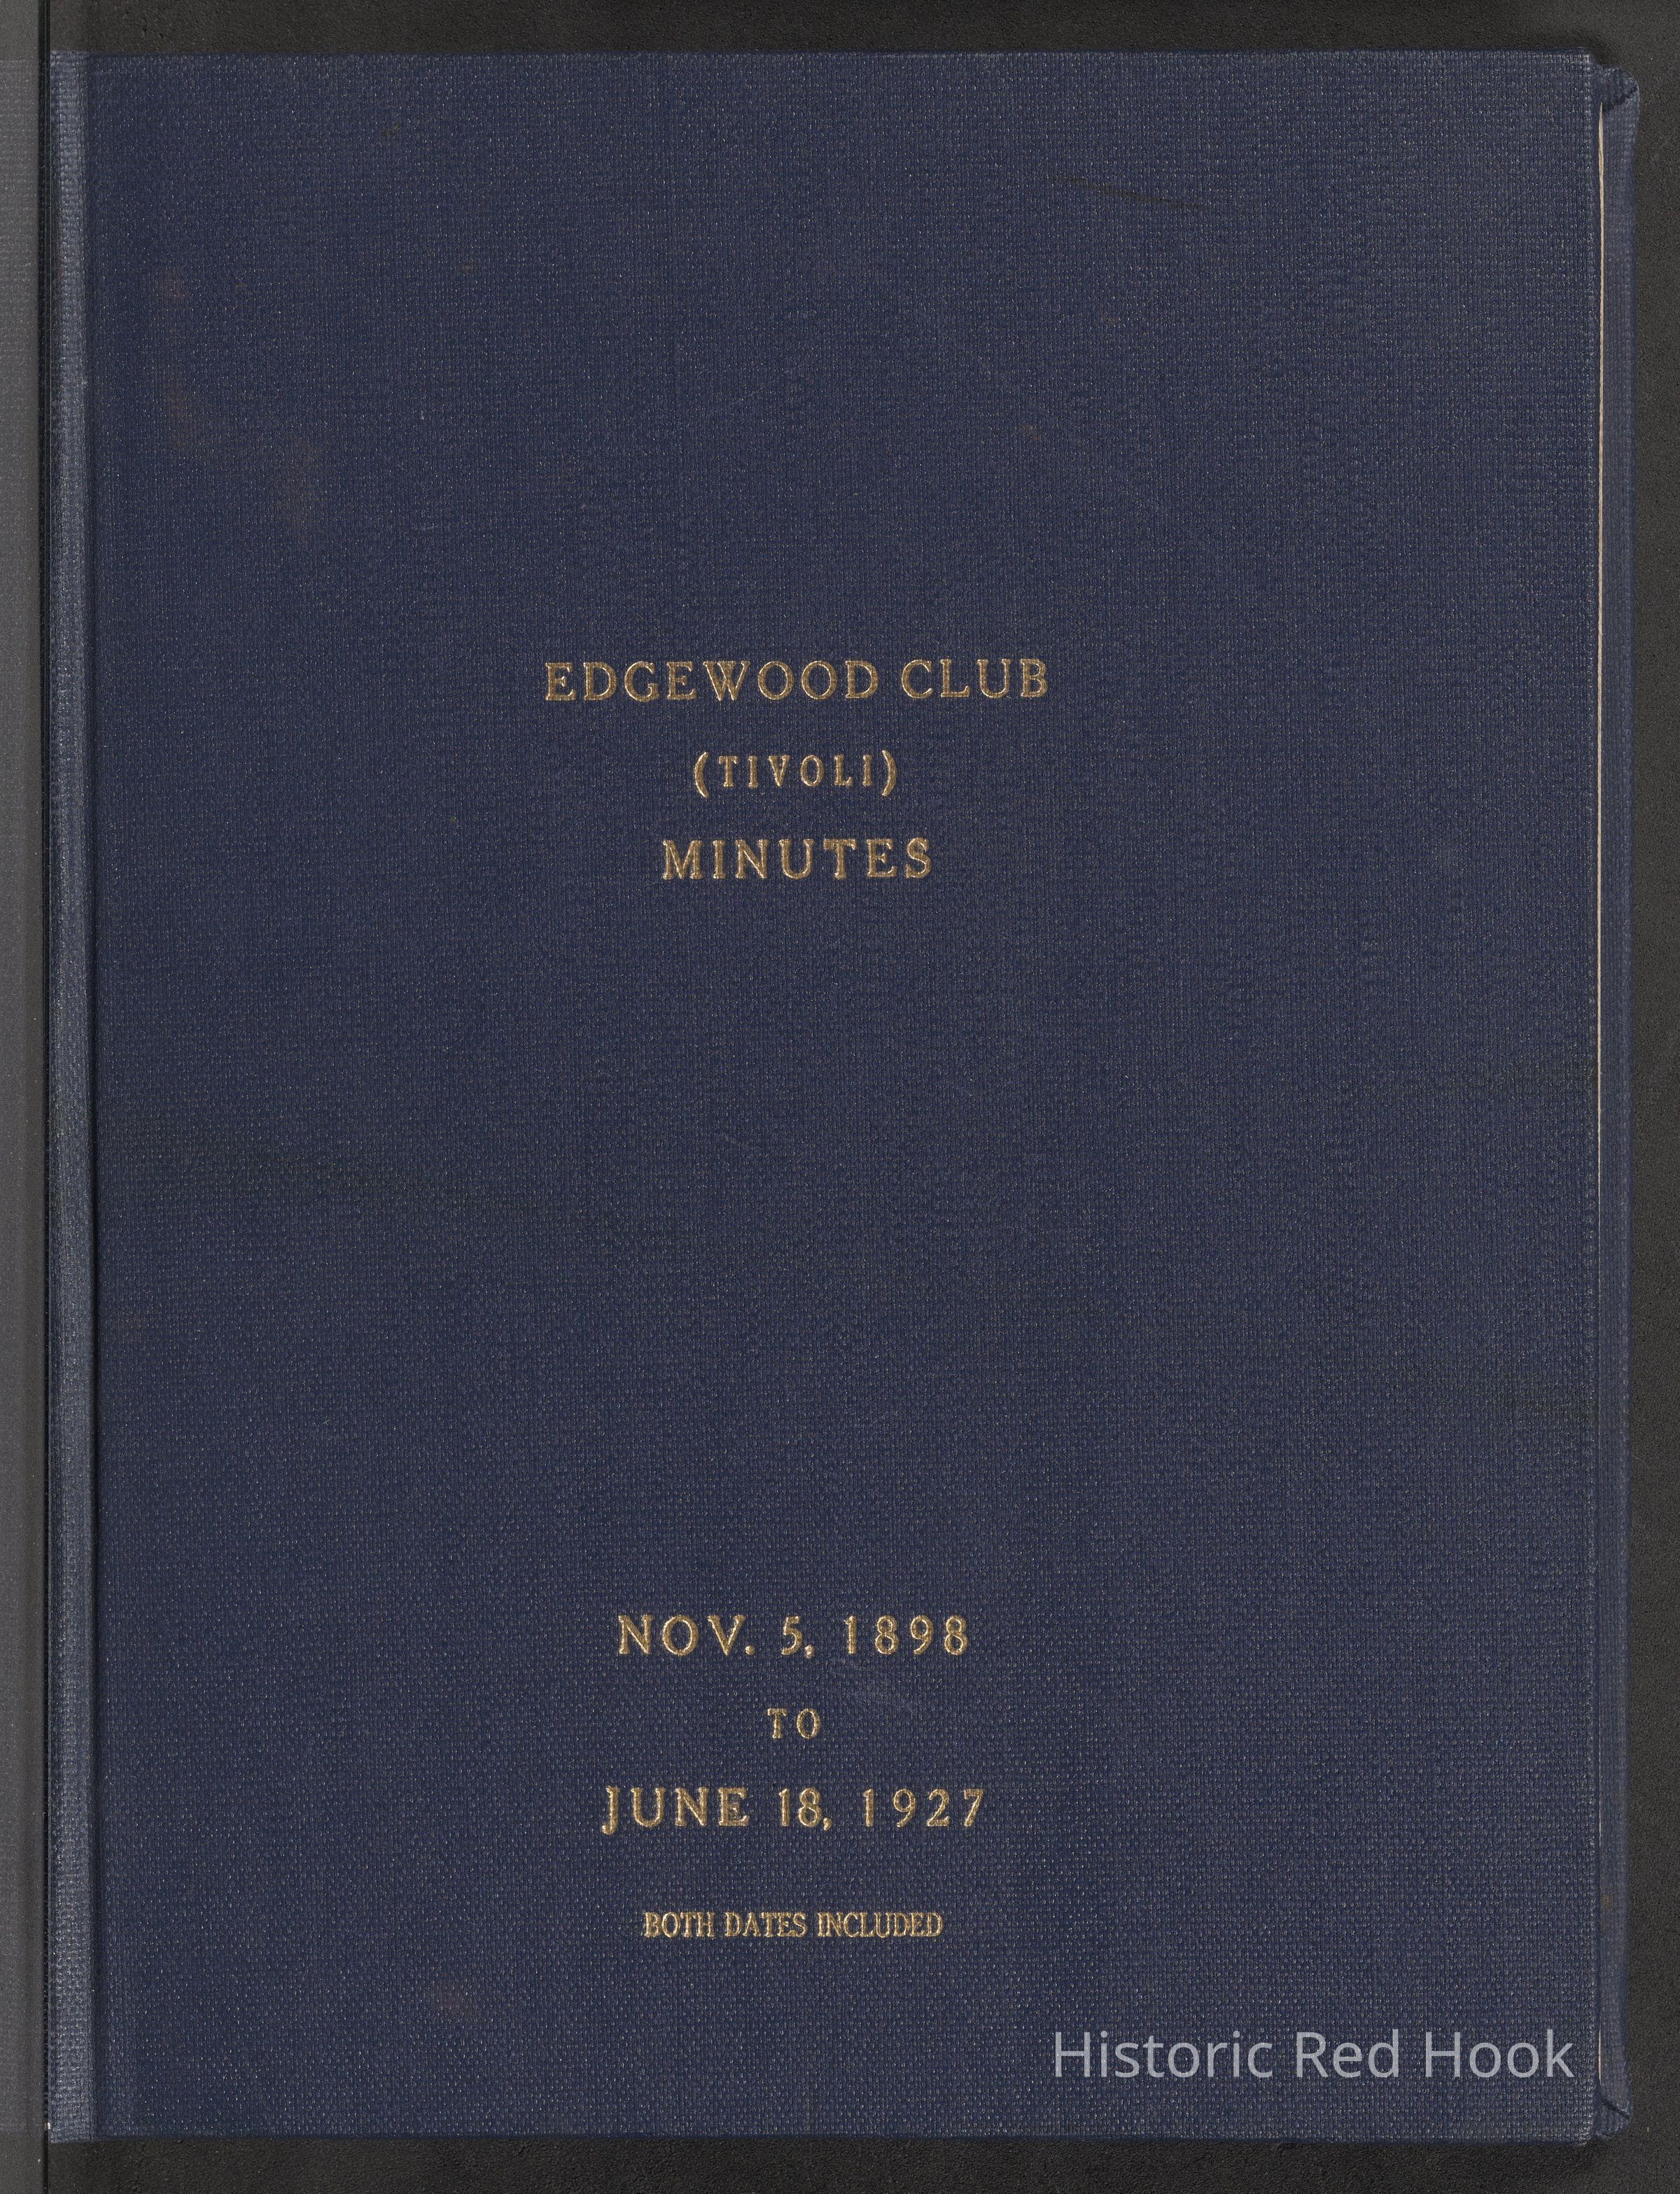 EDGEWOOD CLUB
(TIVOLI)
MINUTES
NOV. 5, 1898
TO
JUNE 18, 1927
BOTH DATES INCLUDED
Historic Red Hook